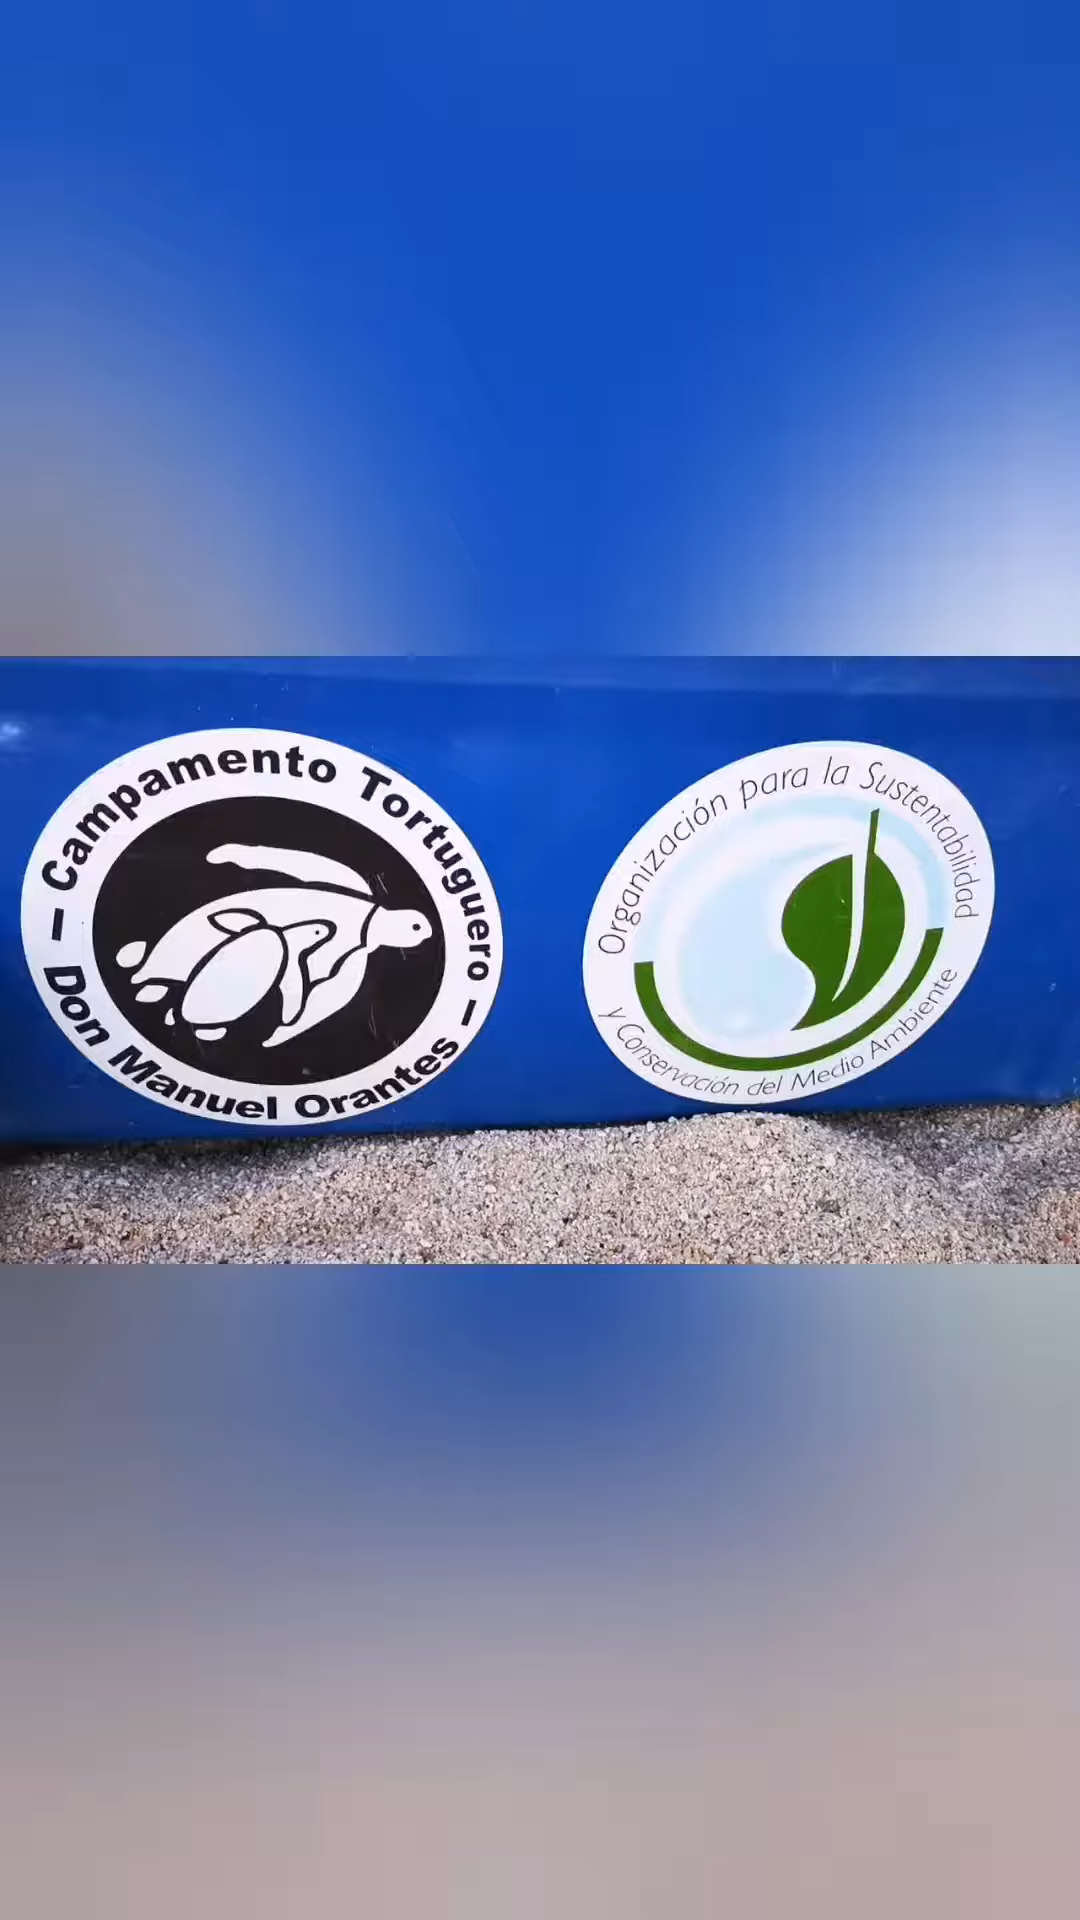 Campamento Tortuguero
- Don Manuel Orantes -
Organización para la Sustentabilidad
y Conservación del Medio Ambiente